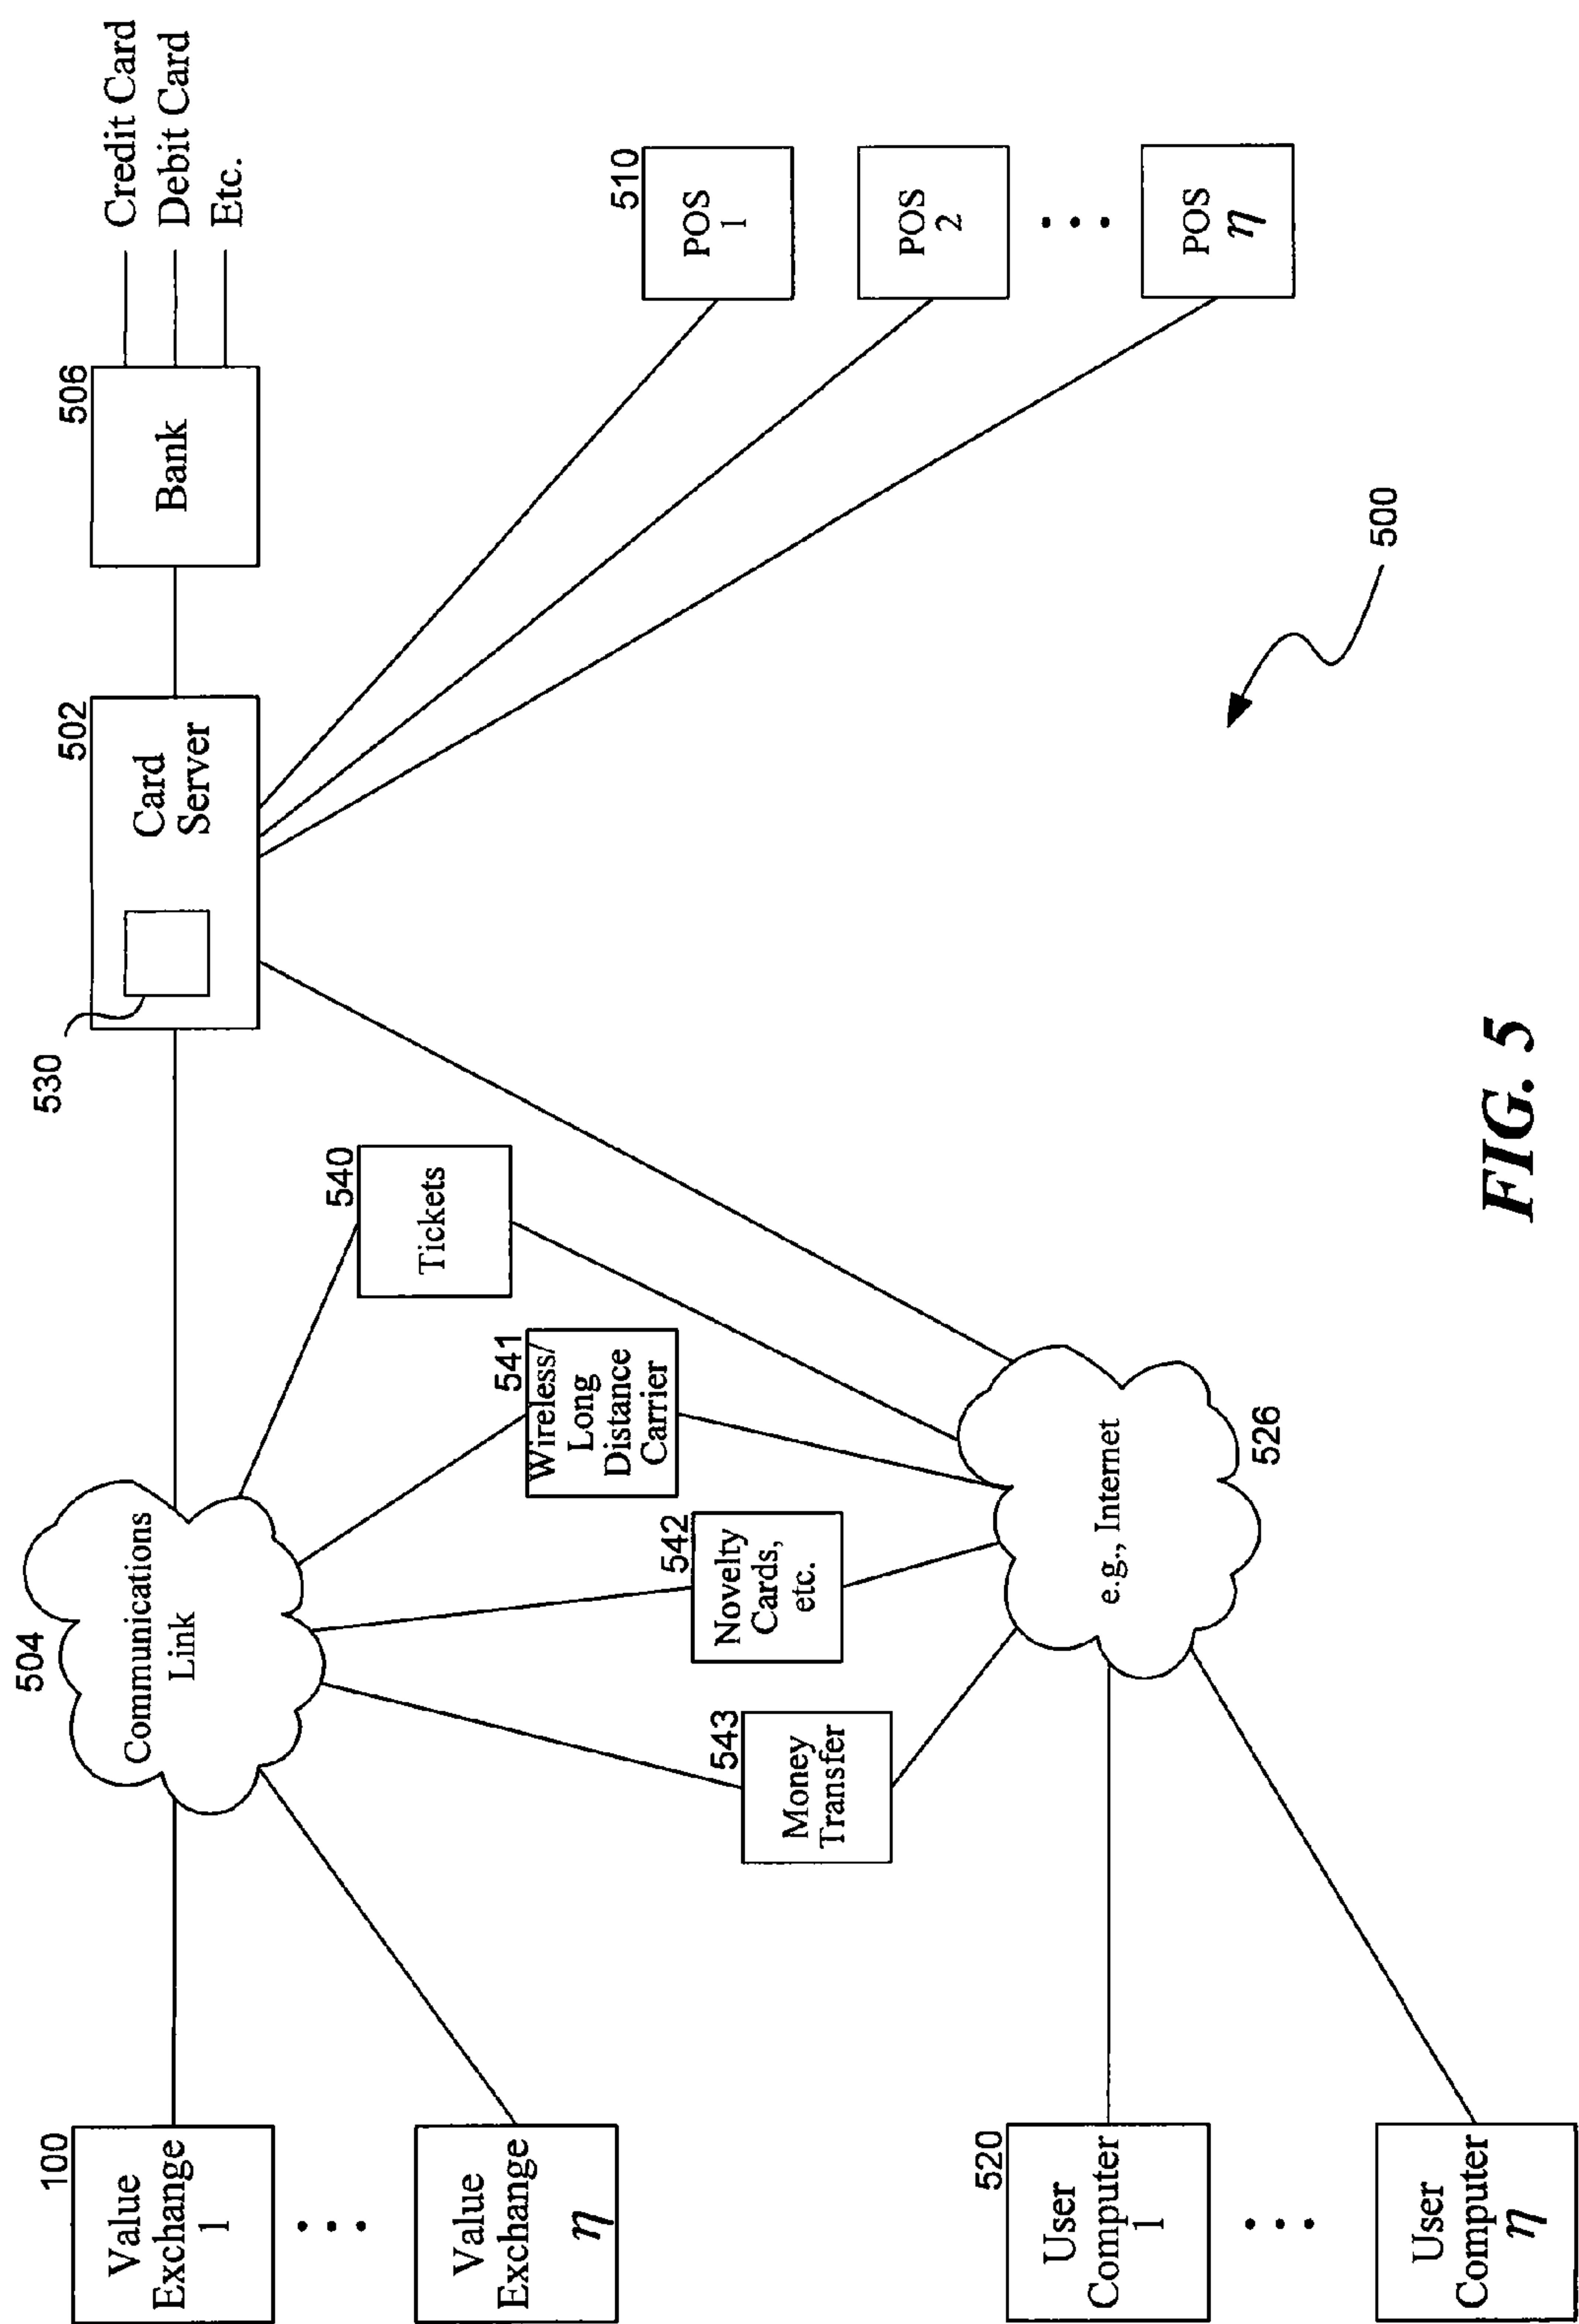 100
Value
Exchange
1
Value
Exchange
η
504
Communications
Link
530
502
Card
Server
506
Bank
Credit Card
Debit Card
Etc.
540
Tickets
541
Wireless/
Long
Distance
Carrier
542
Novelty
Cards,
etc.
543
Money
Transfer
510
POS
1
POS
2
POS
η
520
User
Computer
1
User
Computer
η
e.g., Internet
526
500
FIG. 5